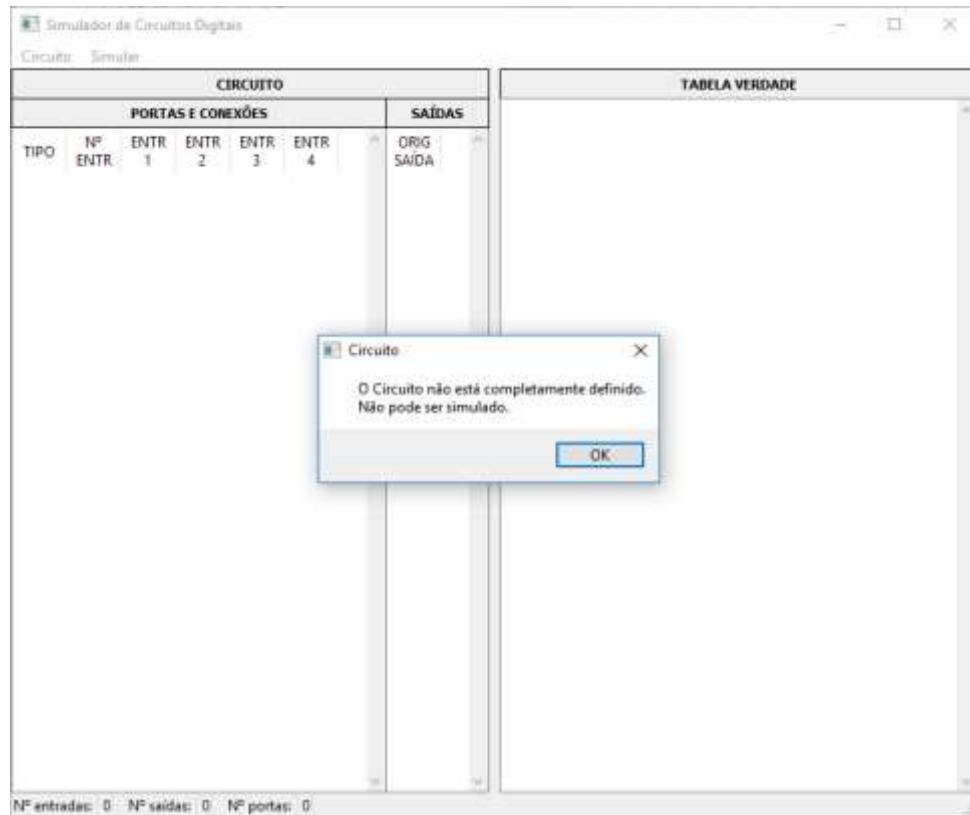 Simulador de Circuitos Digitais
Circuito Simular
CIRCUITO
TABELA VERDADE
PORTAS E CONEXÕES
SAÍDAS
TIPO
Nº ENTR
ENTR 1
ENTR 2
ENTR 3
ENTR 4
ORIG SAÍDA
Circuito
O Circuito não está completamente definido.
Não pode ser simulado.
OK
Nº entradas: 0 Nº saídas: 0 Nº portas: 0